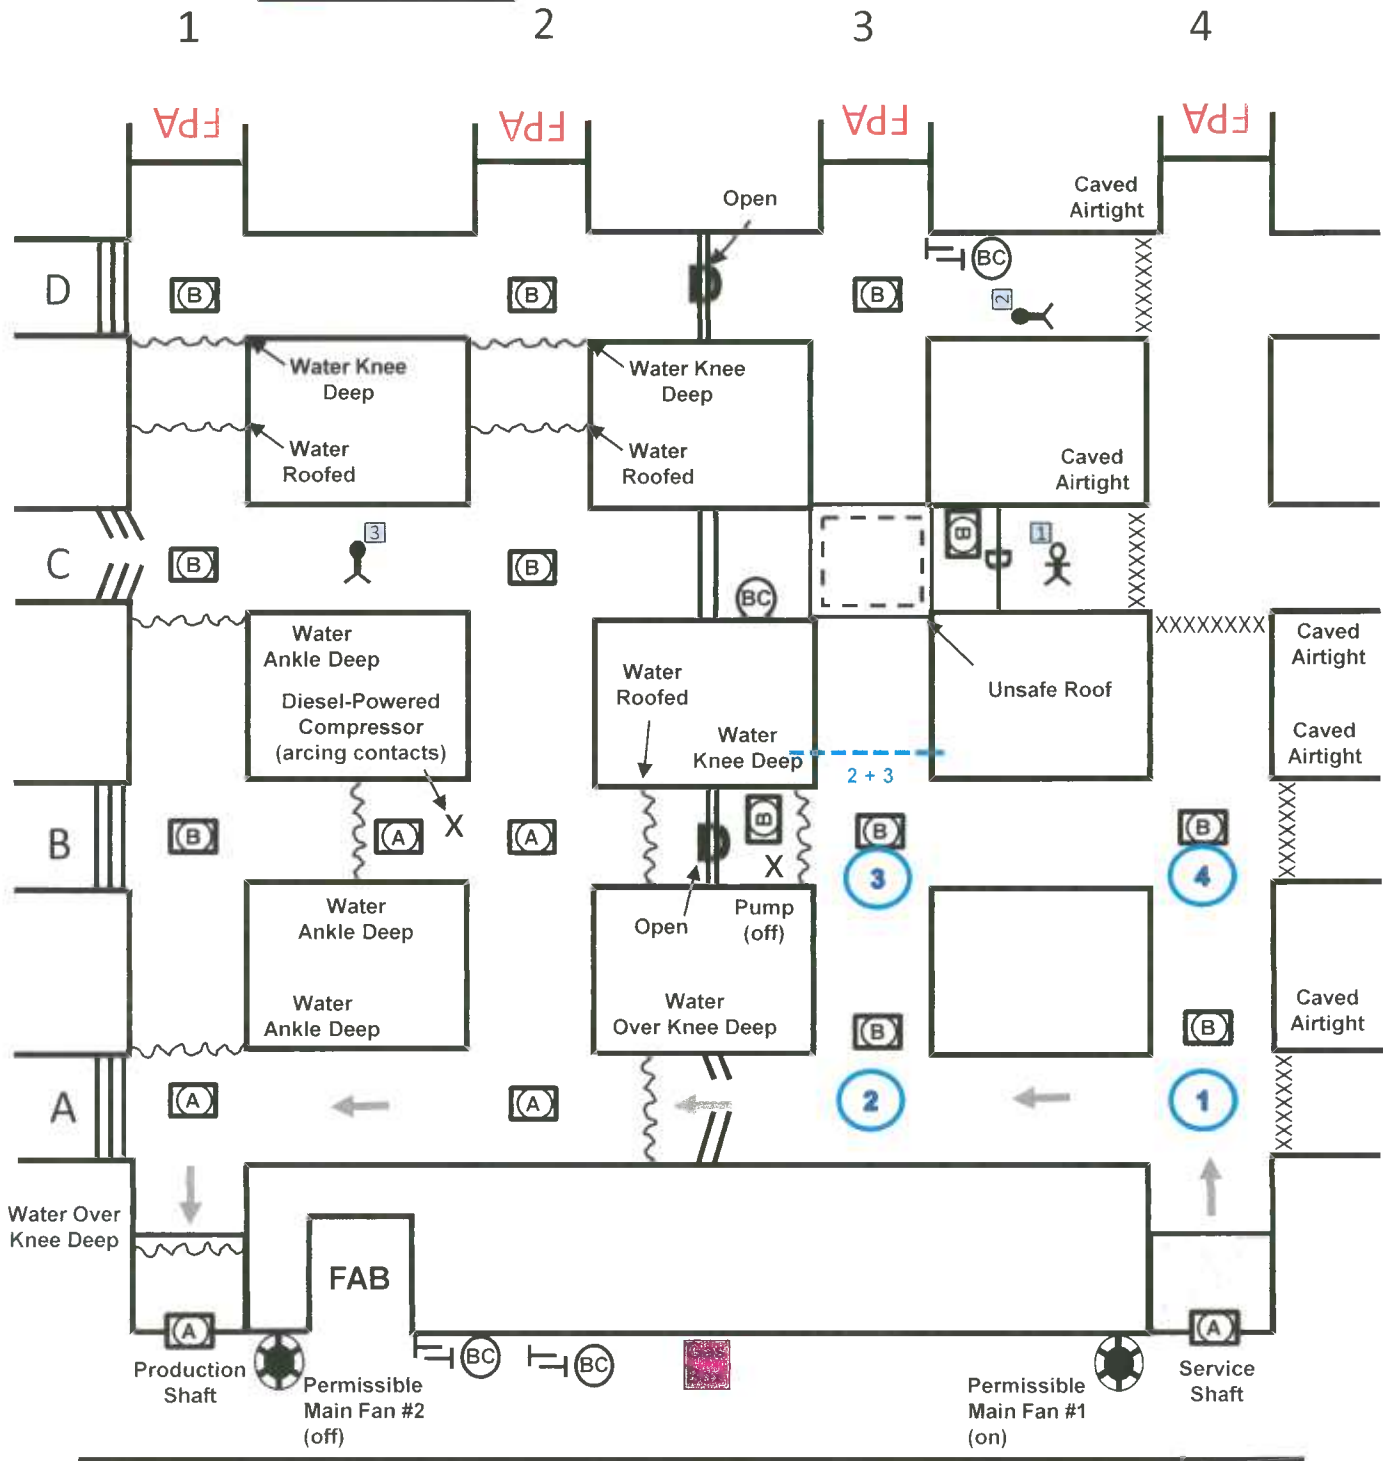 1
2
3
4
FPA
FPA
FPA
FPA
Open
Caved
Airtight
D
B
B
B
BC
2
Water Knee
Deep
Water Knee
Deep
Water
Roofed
Water
Roofed
Caved
Airtight
C
B
3
B
BC
B
D
1
XXXXXXXX
Water
Ankle Deep
Caved
Airtight
Water
Roofed
Unsafe Roof
Diesel-Powered
Compressor
(arcing contacts)
Water
Knee Deep
Caved
Airtight
2 + 3
B
B
A
X
A
B
X
B
B
3
4
Water
Ankle Deep
Open
Pump
(off)
Water
Ankle Deep
Water
Over Knee Deep
Caved
Airtight
B
B
A
A
A
2
1
Water Over
Knee Deep
FAB
A
A
Production
Shaft
BC
BC
Gas
Box
Service
Shaft
Permissible
Main Fan #2
(off)
Permissible
Main Fan #1
(on)